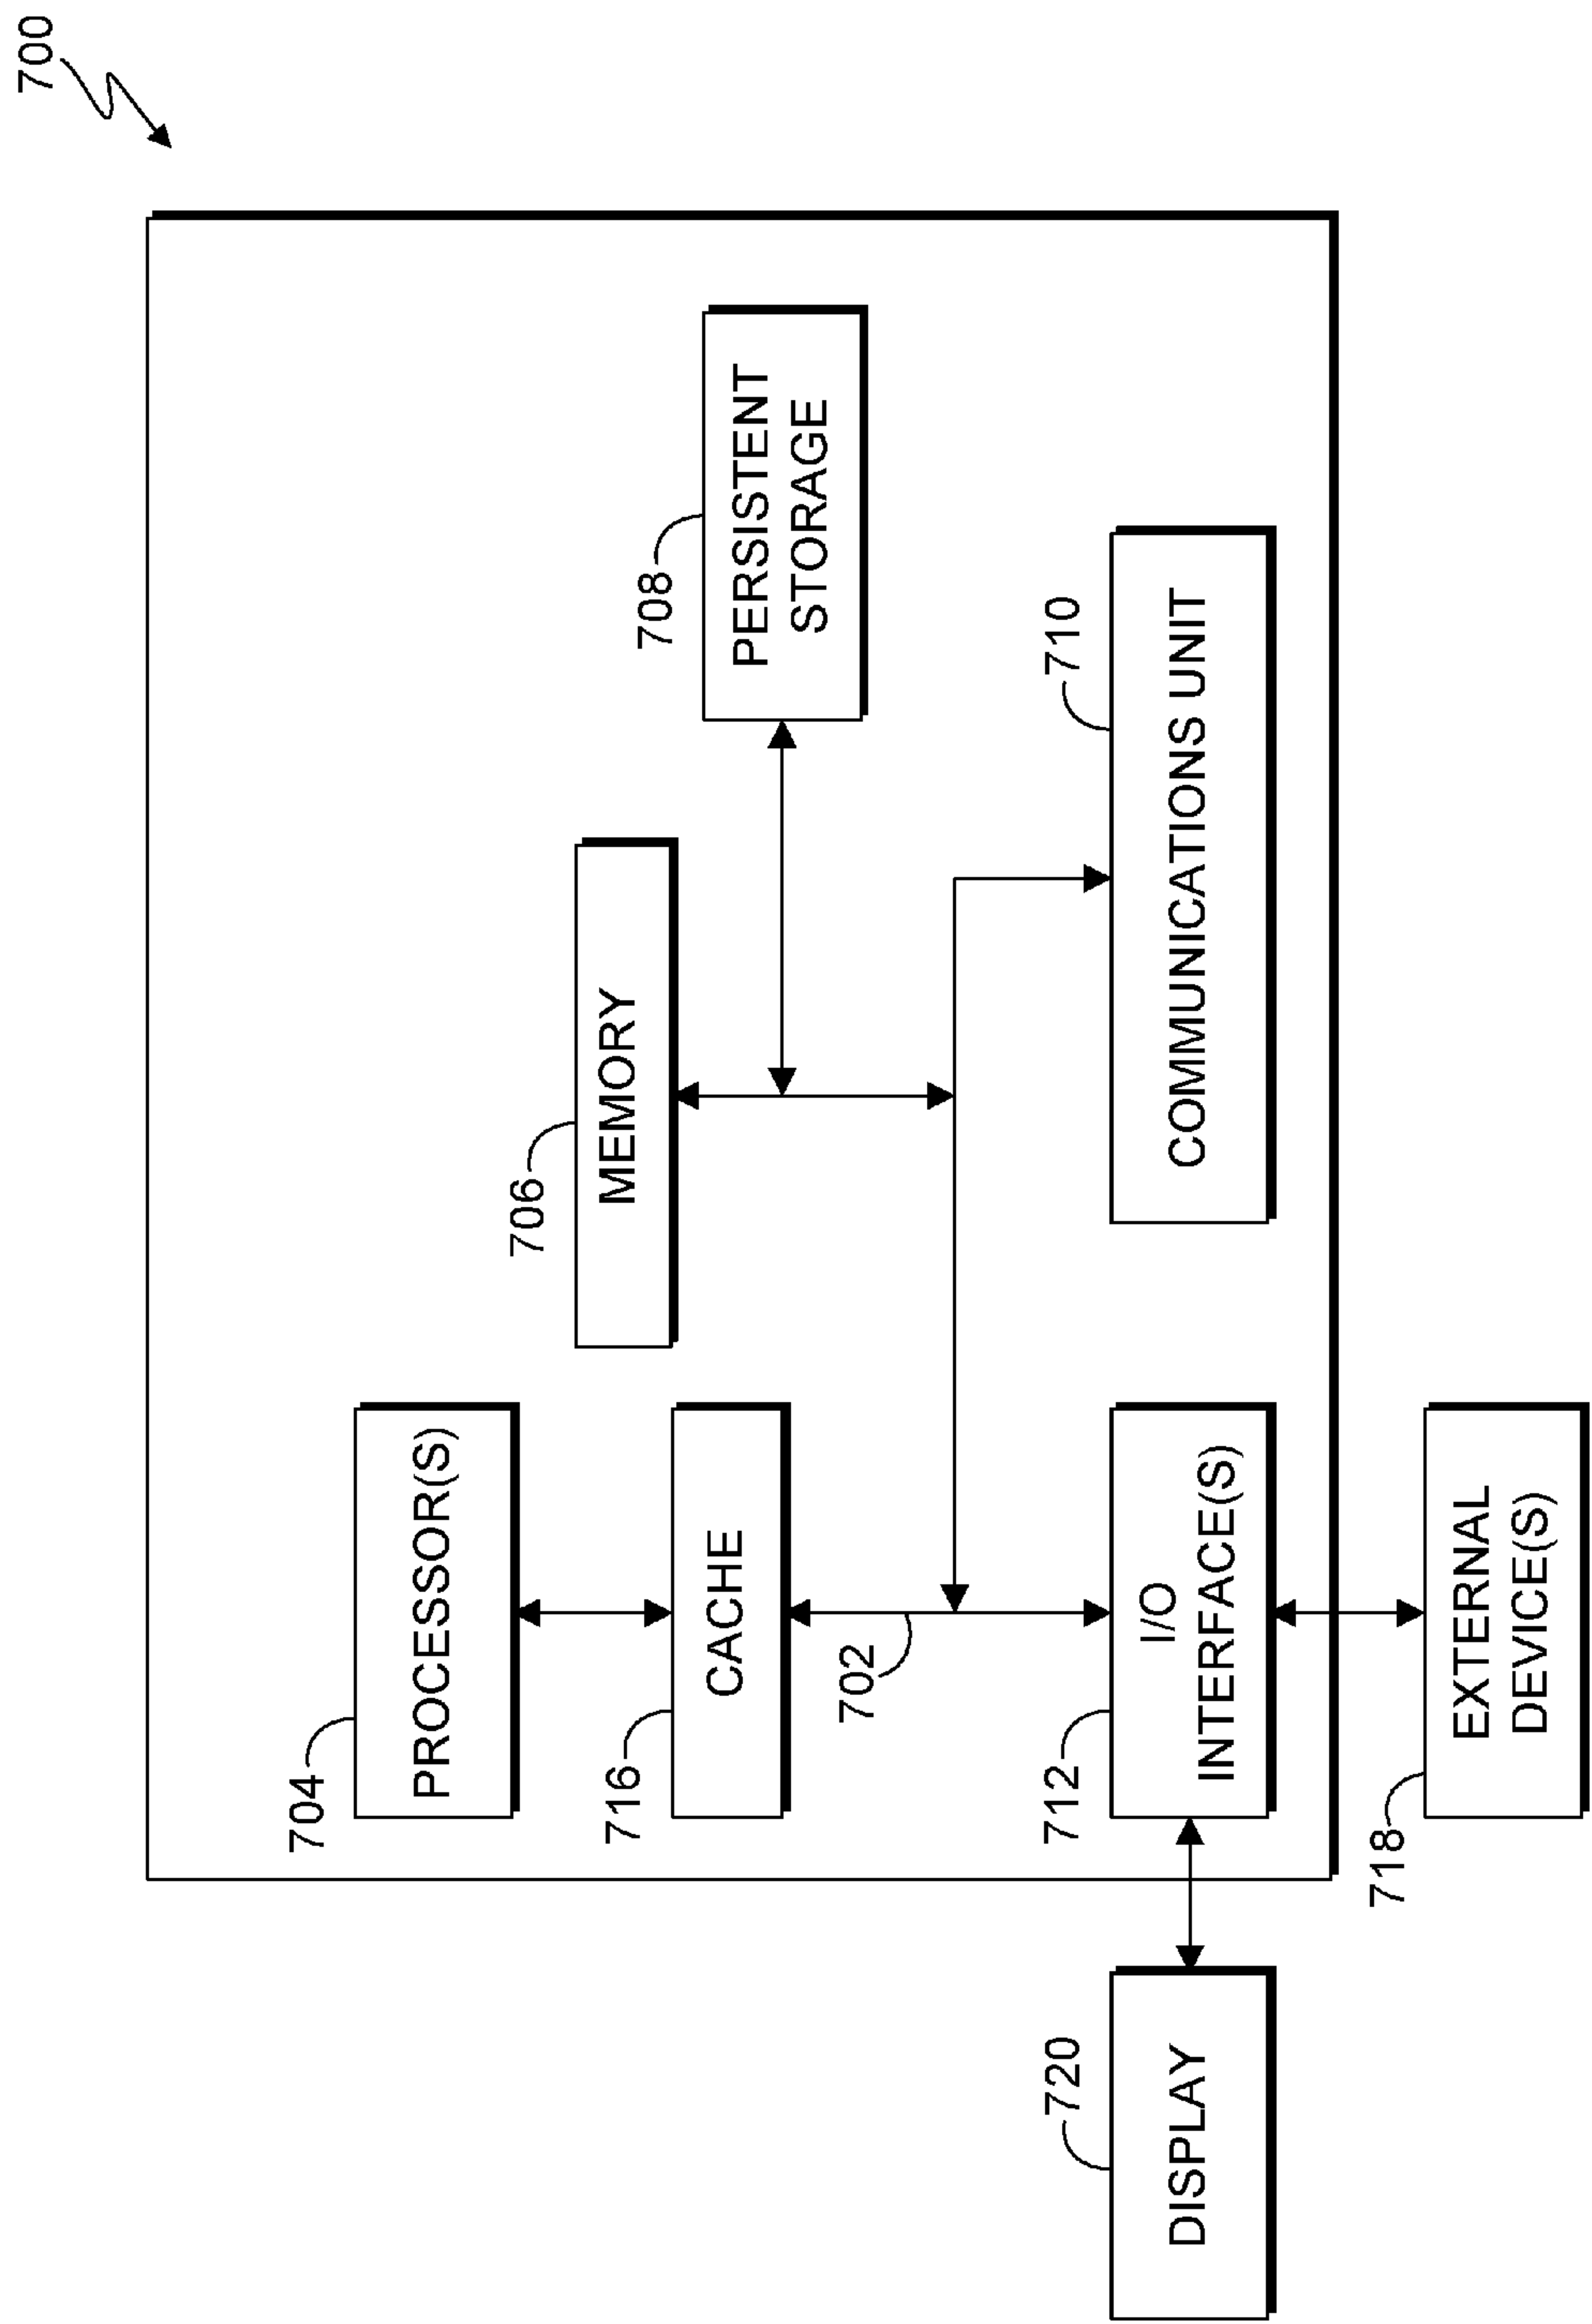 700
704
PROCESSOR(S)
706
MEMORY
716
CACHE
708
PERSISTENT
STORAGE
702
720
DISPLAY
712
I/O
INTERFACE(S)
710
COMMUNICATIONS UNIT
718
EXTERNAL
DEVICE(S)